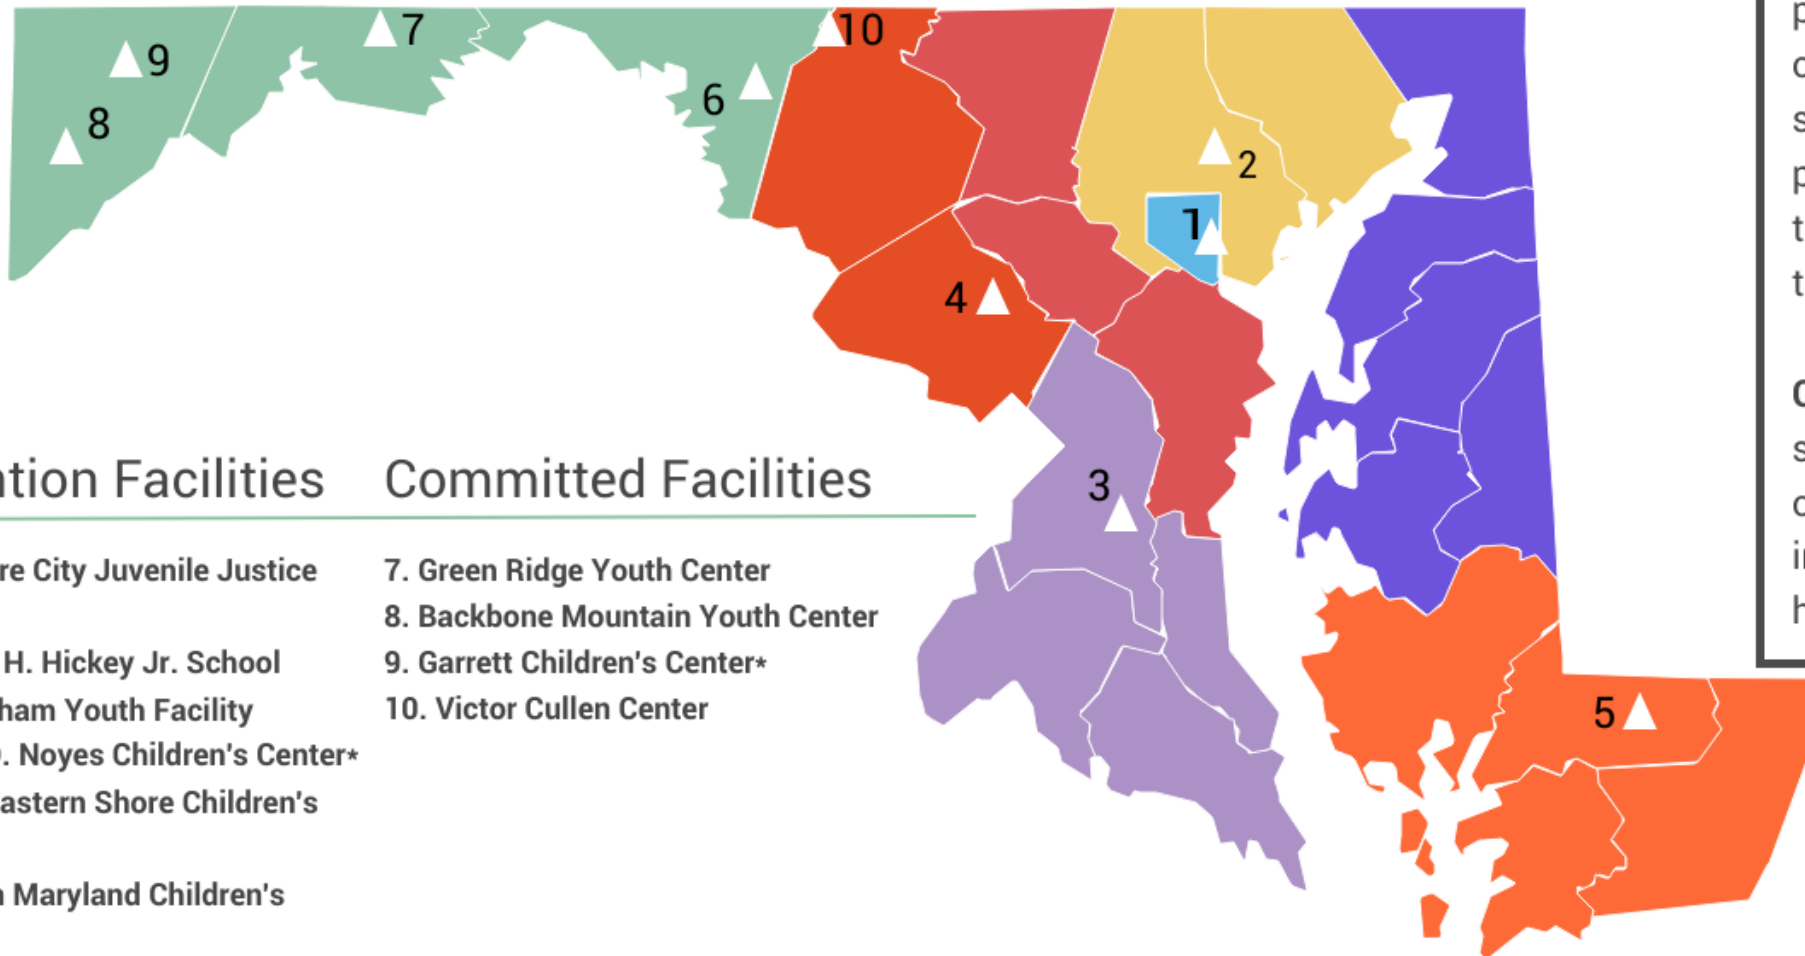 7
10
9
6
8
2
1
4
3
5
tion Facilities
Committed Facilities
re City Juvenile Justice
H. Hickey Jr. School
ham Youth Facility
. Noyes Children's Center*
astern Shore Children's
Maryland Children's
7. Green Ridge Youth Center
8. Backbone Mountain Youth Center
9. Garrett Children's Center*
10. Victor Cullen Center